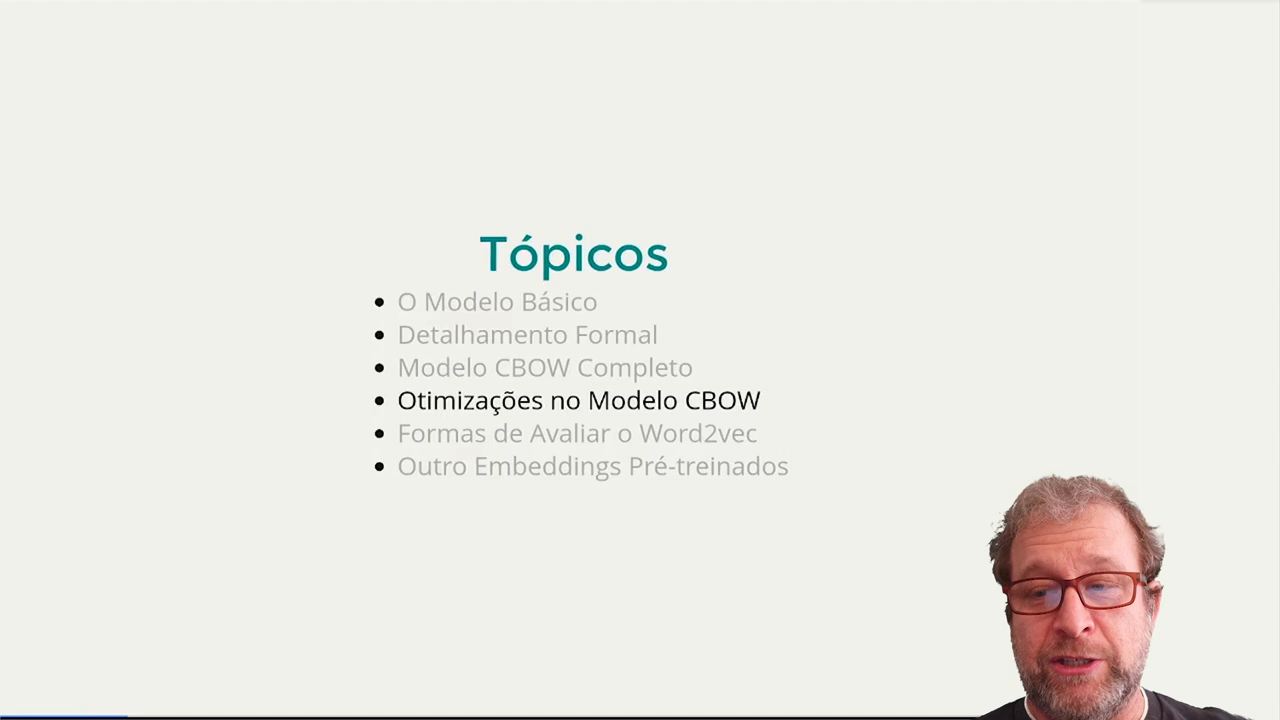 Tópicos
O Modelo Básico
Detalhamento Formal
Modelo CBOW Completo
Otimizações no Modelo CBOW
Formas de Avaliar o Word2vec
Outro Embeddings Pré-treinados